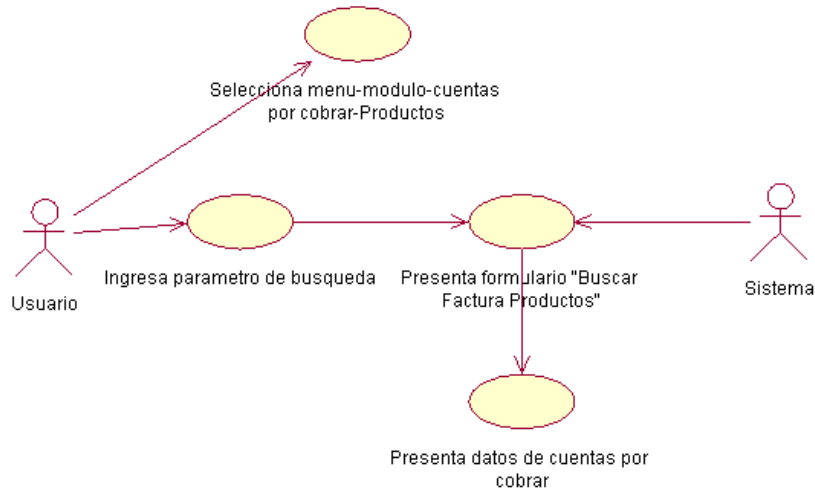 Selecciona menu-modulo-cuentas
por cobrar-Productos
Usuario
Ingresa parametro de busqueda
Presenta formulario "Buscar
Factura Productos"
Sistema
Presenta datos de cuentas por
cobrar